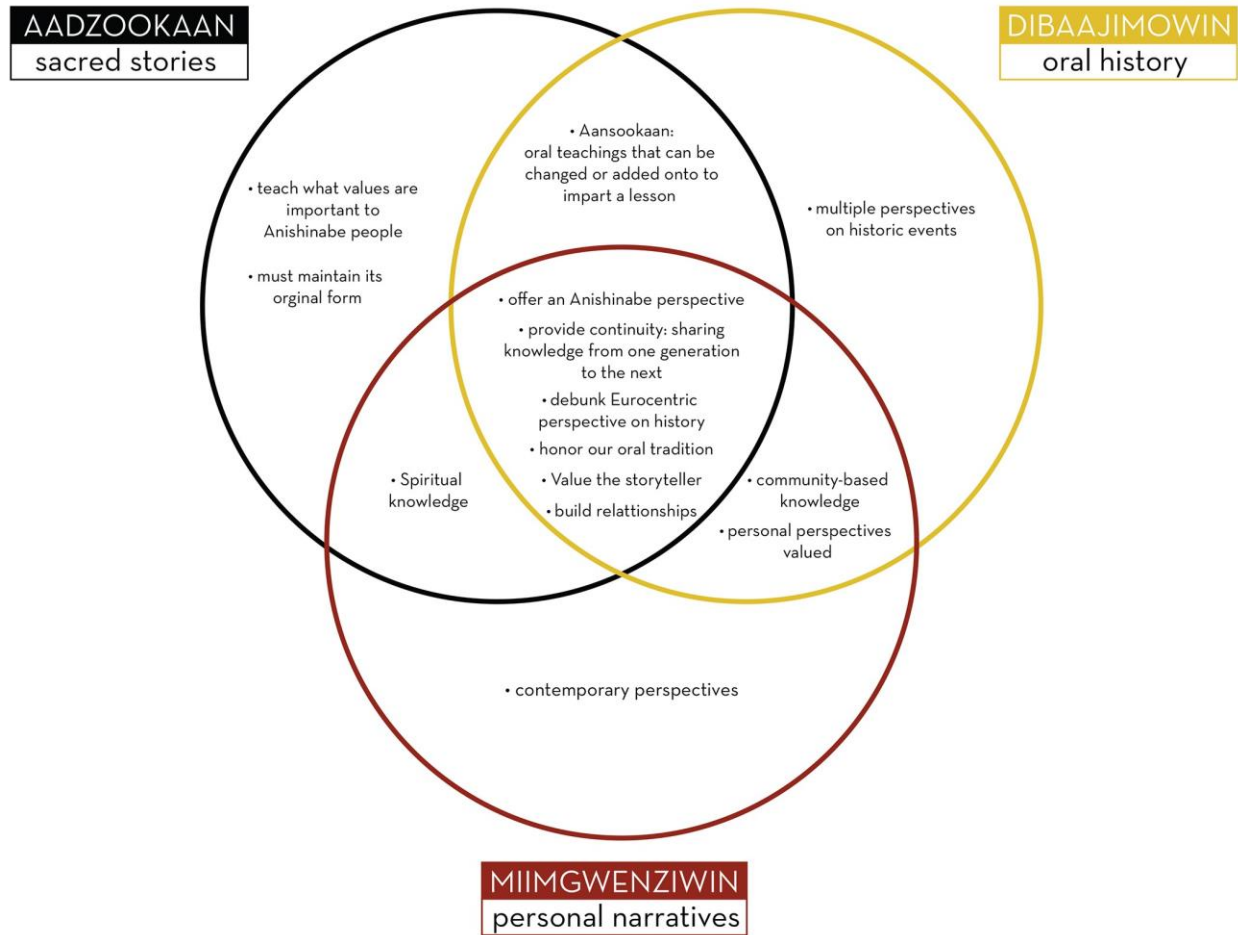 AADZOOKAAN
sacred stories
DIBAAJIMOWIN
oral history
• Aansookaan:
oral teachings that can be
changed or added onto to
impart a lesson
• teach what values are
important to
Anishinabe people
• must maintain its
orginal form
• multiple perspectives
on historic events
• offer an Anishinabe perspective
• provide continuity: sharing
knowledge from one generation
to the next
• debunk Eurocentric
perspective on history
• honor our oral tradition
• Value the storyteller
• build relattionships
• Spiritual
knowledge
• community-based
knowledge
• personal perspectives
valued
• contemporary perspectives
MIIMGWENZIWIN
personal narratives